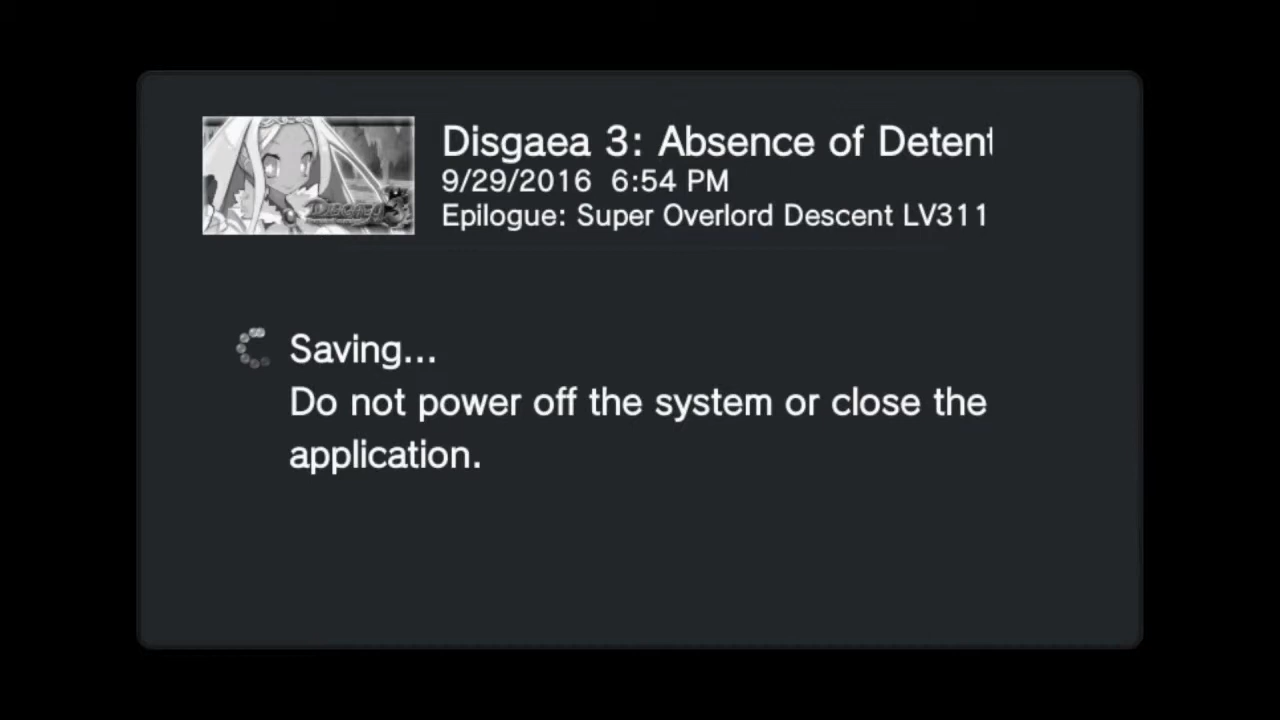 Disgaea 3: Absence of Detent
9/29/2016 6:54 PM
Epilogue: Super Overlord Descent LV311
Saving...
Do not power off the system or close the
application.